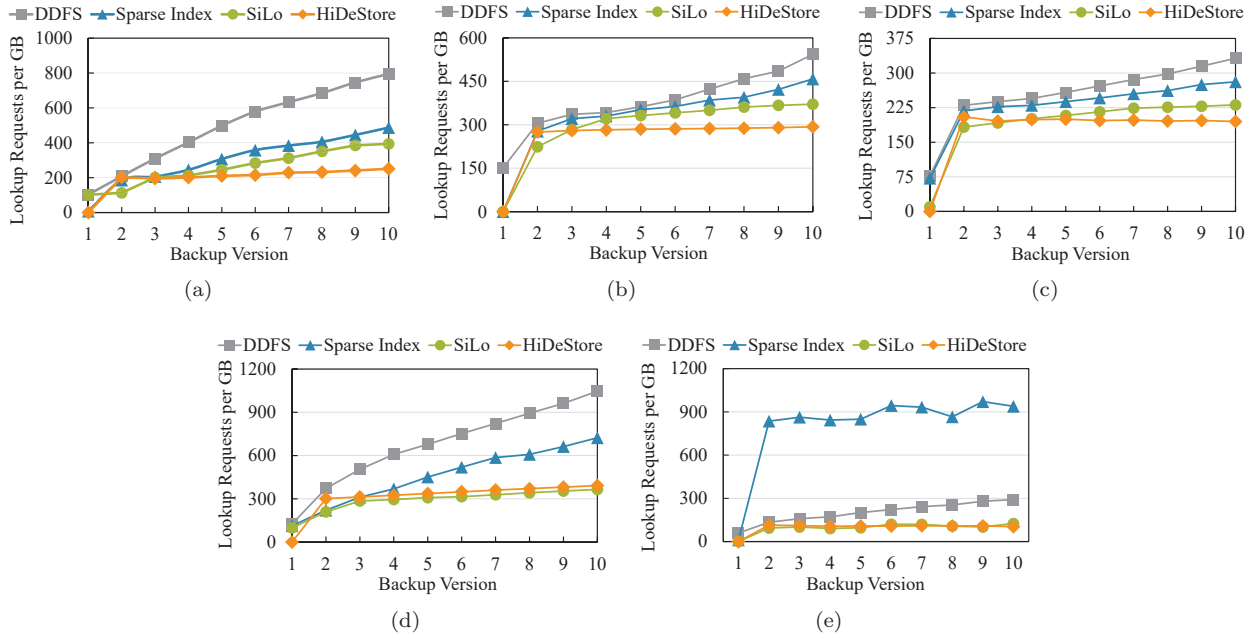 DDFS Sparse Index SiLo HiDeStore
Lookup Requests per GB
1000
800
600
400
200
0
1 2 3 4 5 6 7 8 9 10
Backup Version
(a)
DDFS Sparse Index SiLo HiDeStore
Lookup Requests per GB
600
450
300
150
0
1 2 3 4 5 6 7 8 9 10
Backup Version
(b)
DDFS Sparse Index SiLo HiDeStore
Lookup Requests per GB
375
300
225
150
75
0
1 2 3 4 5 6 7 8 9 10
Backup Version
(c)
DDFS Sparse Index SiLo HiDeStore
Lookup Requests per GB
1200
900
600
300
0
1 2 3 4 5 6 7 8 9 10
Backup Version
(d)
DDFS Sparse Index SiLo HiDeStore
Lookup Requests per GB
1200
900
600
300
0
1 2 3 4 5 6 7 8 9 10
Backup Version
(e)